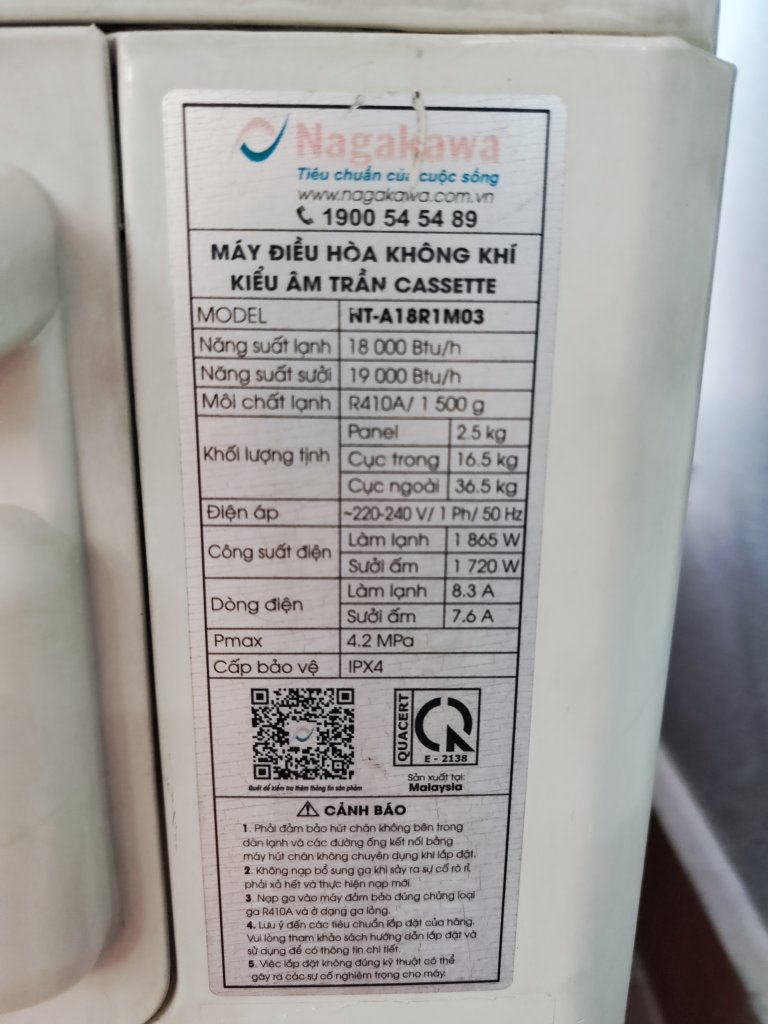 Nagakawa
Tiêu chuẩn của cuộc sống
www.nagakawa.com.vn
1900 54 54 89
MÁY ĐIỀU HÒA KHÔNG KHÍ
KIỂU ÂM TRẦN CASSETTE
MODEL NT-A18R1M03
Năng suất lạnh 18 000 Btu/h
Năng suất sưởi 19 000 Btu/h
Môi chất lạnh R410A/ 1 500 g
Khối lượng tịnh
Panel 2.5 kg
Cục trong 16.5 kg
Cục ngoài 36.5 kg
Điện áp ~220-240 V/ 1 Ph/ 50 Hz
Công suất điện
Làm lạnh 1 865 W
Sưởi ấm 1 720 W
Dòng điện
Làm lạnh 8.3 A
Sưởi ấm 7.6 A
Pmax 4.2 MPa
Cấp bảo vệ IPX4
QUACERT
E - 2138
Quét để kiểm tra thêm thông tin sản phẩm
Sản xuất tại:
Malaysia
CẢNH BÁO
1. Phải đảm bảo hút chân không bên trong
dàn lạnh và các đường ống kết nối bằng
máy hút chân không chuyên dụng khi lắp đặt.
2. Không nạp bổ sung ga khi sảy ra sự cố rò rỉ,
phải xả hết và thực hiện nạp mới.
3. Nạp ga vào máy đảm bảo đúng chủng loại
ga R410A và ở dạng ga lỏng.
4. Lưu ý đến các tiêu chuẩn lắp đặt của hãng.
Vui lòng tham khảo sách hướng dẫn lắp đặt và
sử dụng để có thông tin chi tiết.
5. Việc lắp đặt không đúng kỹ thuật có thể
gây ra các sự cố nghiêm trọng cho máy.